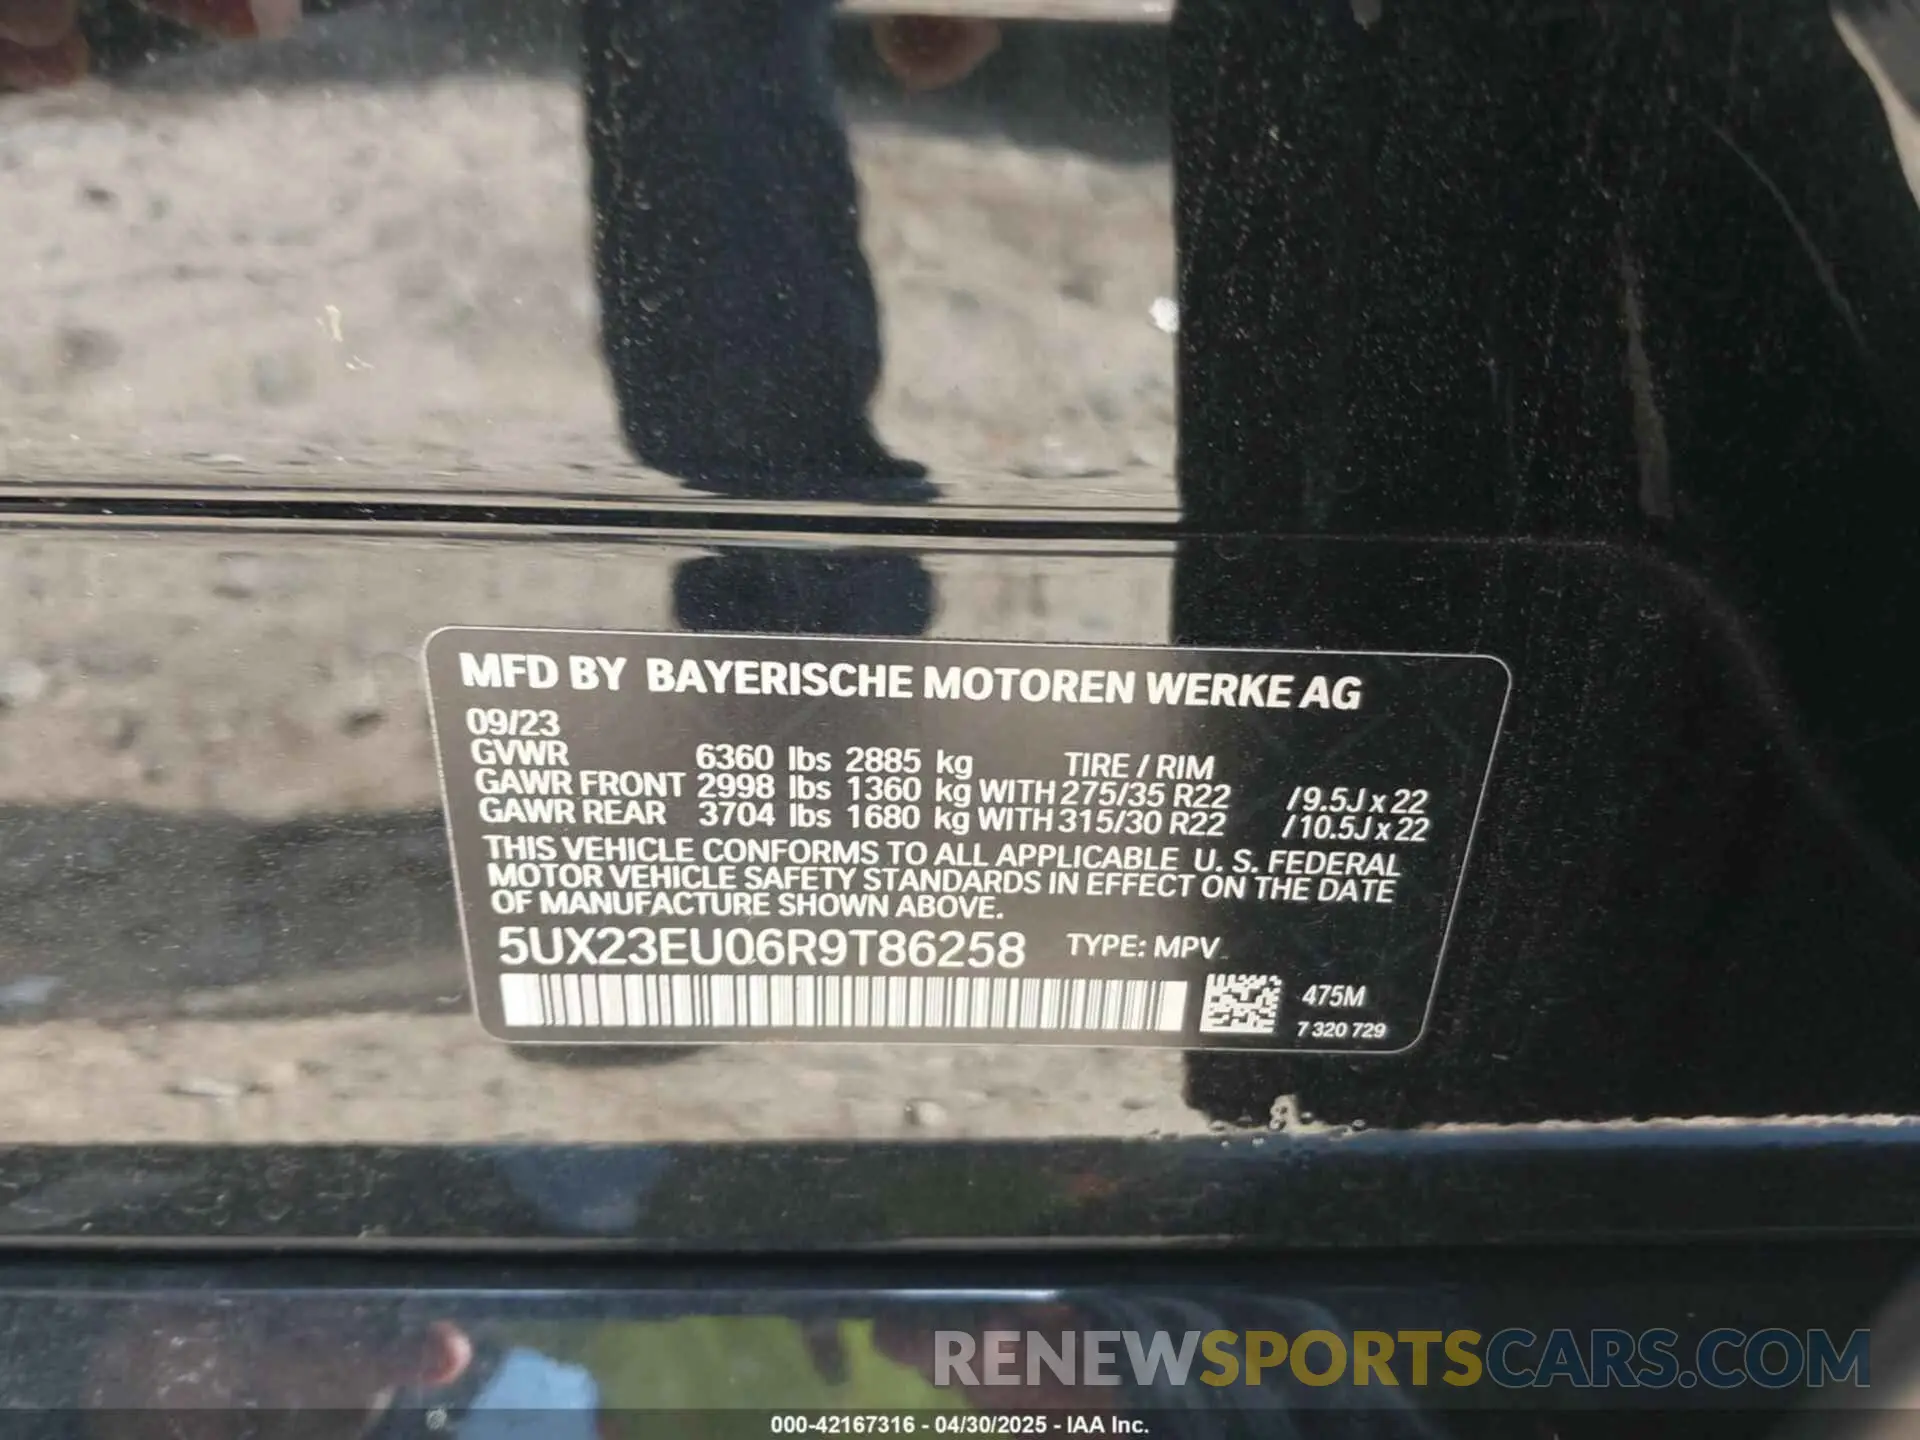 MFD BY BAYERISCHE MOTOREN WERKE AG
09/23
GVWR 6360 lbs 2885 kg TIRE / RIM
GAWR FRONT 2998 lbs 1360 kg WITH 275/35 R22 /9.5J x 22
GAWR REAR 3704 lbs 1680 kg WITH 315/30 R22 /10.5J x 22
THIS VEHICLE CONFORMS TO ALL APPLICABLE U. S. FEDERAL
MOTOR VEHICLE SAFETY STANDARDS IN EFFECT ON THE DATE
OF MANUFACTURE SHOWN ABOVE.
5UX23EU06R9T86258 TYPE: MPV
475M
7 320 729
RENEWSPORTSCARS.COM
000-42167316 - 04/30/2025 - IAA Inc.